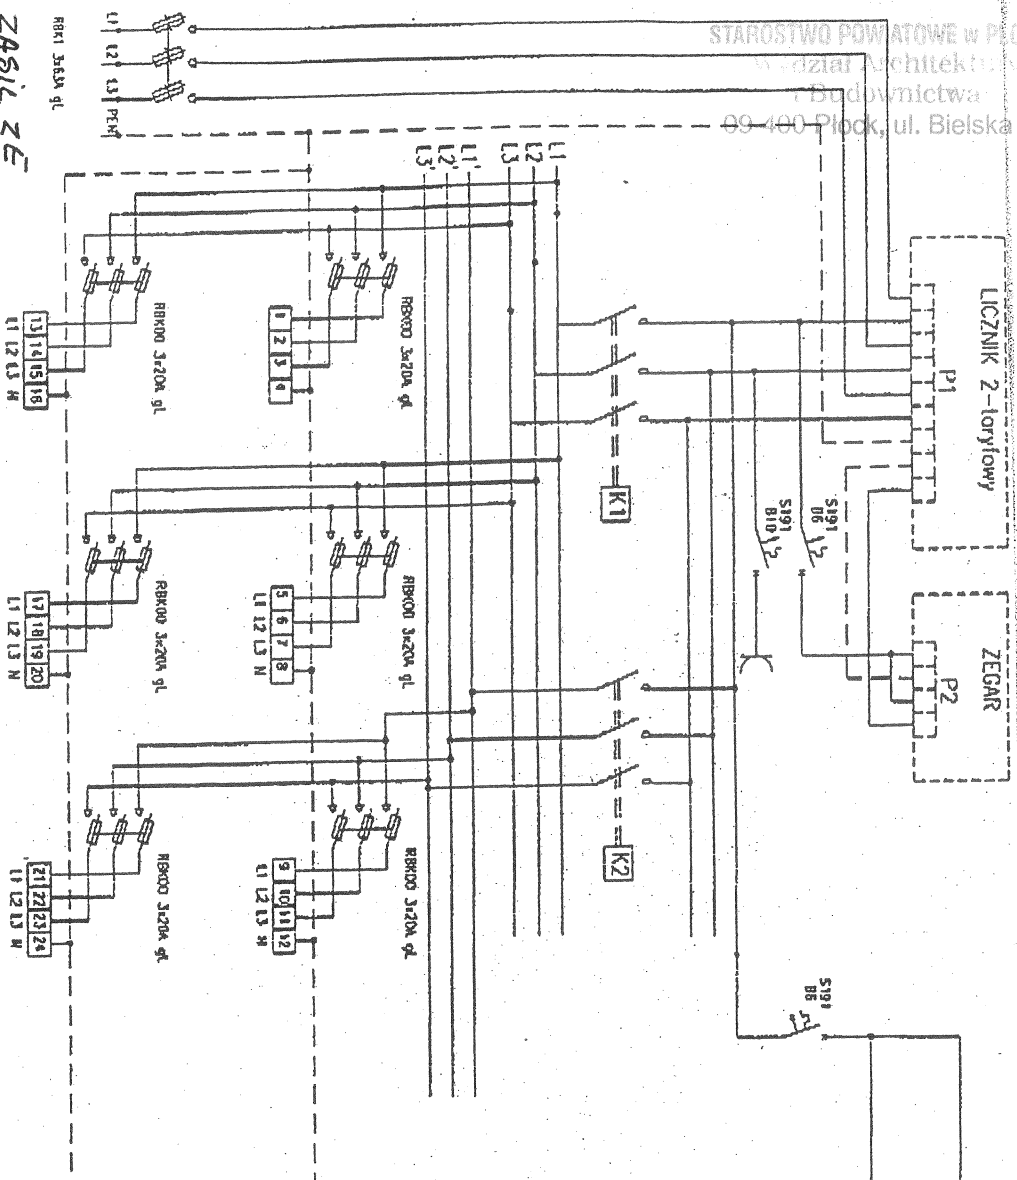 STAROSTWO POWIATOWE w
Wydział Architekt
i Budownictwa
09-400 Płock, ul. Bielska
ZASIL ZE
RBK1 3x63A gL
L1
L2
L3
PEN
L3'
L2'
L1'
L3
L2
L1
LICZNIK 2-taryfowy
P1
ZEGAR
P2
K1
K2
S191
B10
S191
B6
S191
B6
RBK00 3x20A gL
1
2
3
4
RBK00 3x20A gL
13 14 15 16
L1 L2 L3 N
RBK00 3x20A gL
5 6 7 8
L1 L2 L3 N
RBK00 3x20A gL
17 18 19 20
L1 L2 L3 N
RBK00 3x20A gL
9 10 11 12
L1 L2 L3 N
RBK00 3x20A gL
21 22 23 24
L1 L2 L3 N